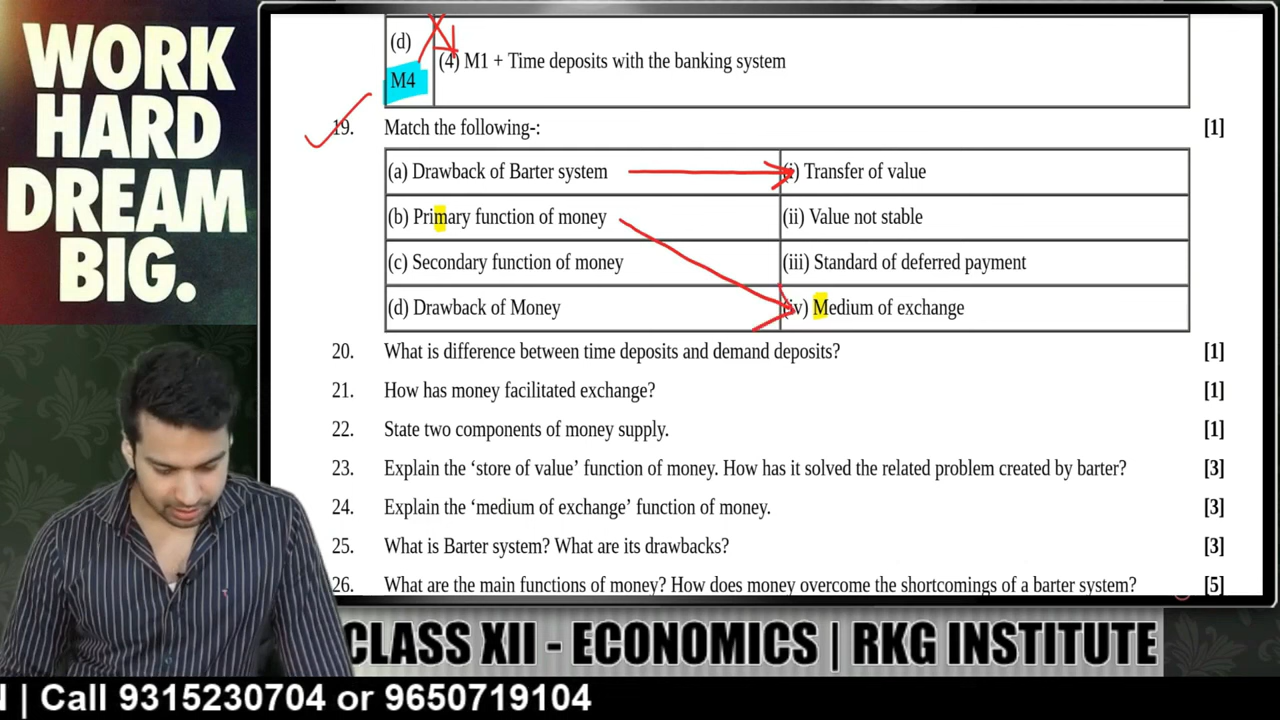 WORK
HARD
DREAM
BIG.
(d)
M4
(4) M1 + Time deposits with the banking system
19. Match the following-: [1]
(a) Drawback of Barter system (i) Transfer of value
(b) Primary function of money (ii) Value not stable
(c) Secondary function of money (iii) Standard of deferred payment
(d) Drawback of Money (iv) Medium of exchange
20. What is difference between time deposits and demand deposits? [1]
21. How has money facilitated exchange? [1]
22. State two components of money supply. [1]
23. Explain the ‘store of value’ function of money. How has it solved the related problem created by barter? [3]
24. Explain the ‘medium of exchange’ function of money. [3]
25. What is Barter system? What are its drawbacks? [3]
26. What are the main functions of money? How does money overcome the shortcomings of a barter system? [5]
CLASS XII - ECONOMICS | RKG INSTITUTE
| Call 9315230704 or 9650719104